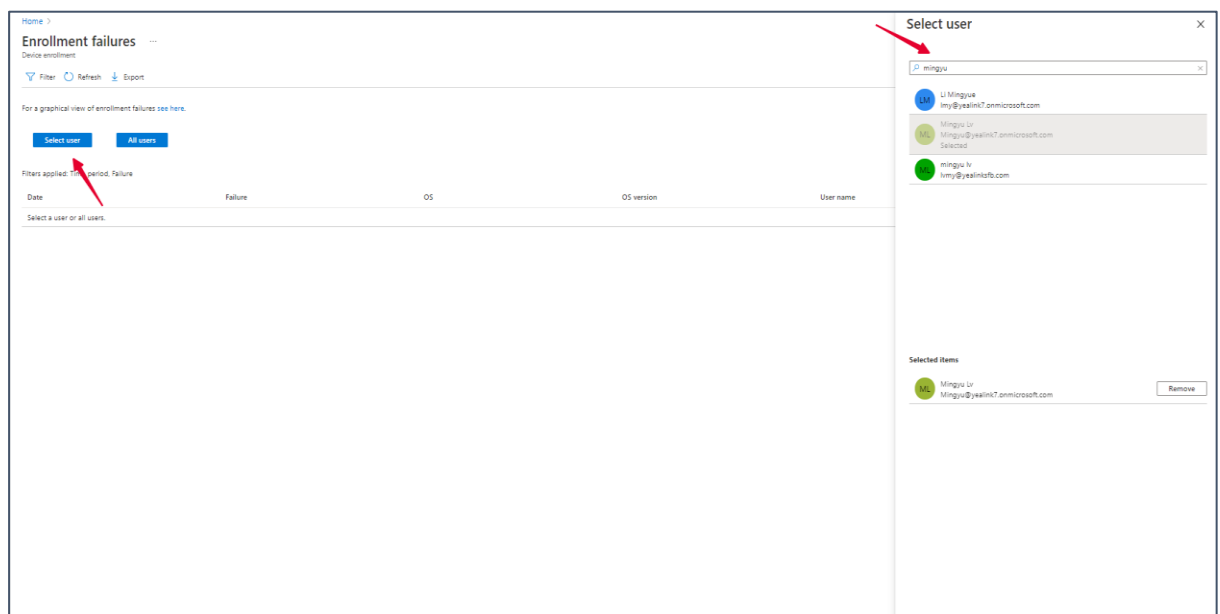 Home >
Enrollment failures ...
Device enrollment
Filter Refresh Export
For a graphical view of enrollment failures see here.
Select user All users
Filters applied: Time period, Failure
Date Failure OS OS version User name
Select a user or all users.
Select user
mingyu
LM Li Mingyue
lmy@yealink7.onmicrosoft.com
ML Mingyu Lv
Mingyu@yealink7.onmicrosoft.com
Selected
ML mingyu lv
lvmy@yealinksfb.com
Selected items
ML Mingyu Lv
Mingyu@yealink7.onmicrosoft.com
Remove